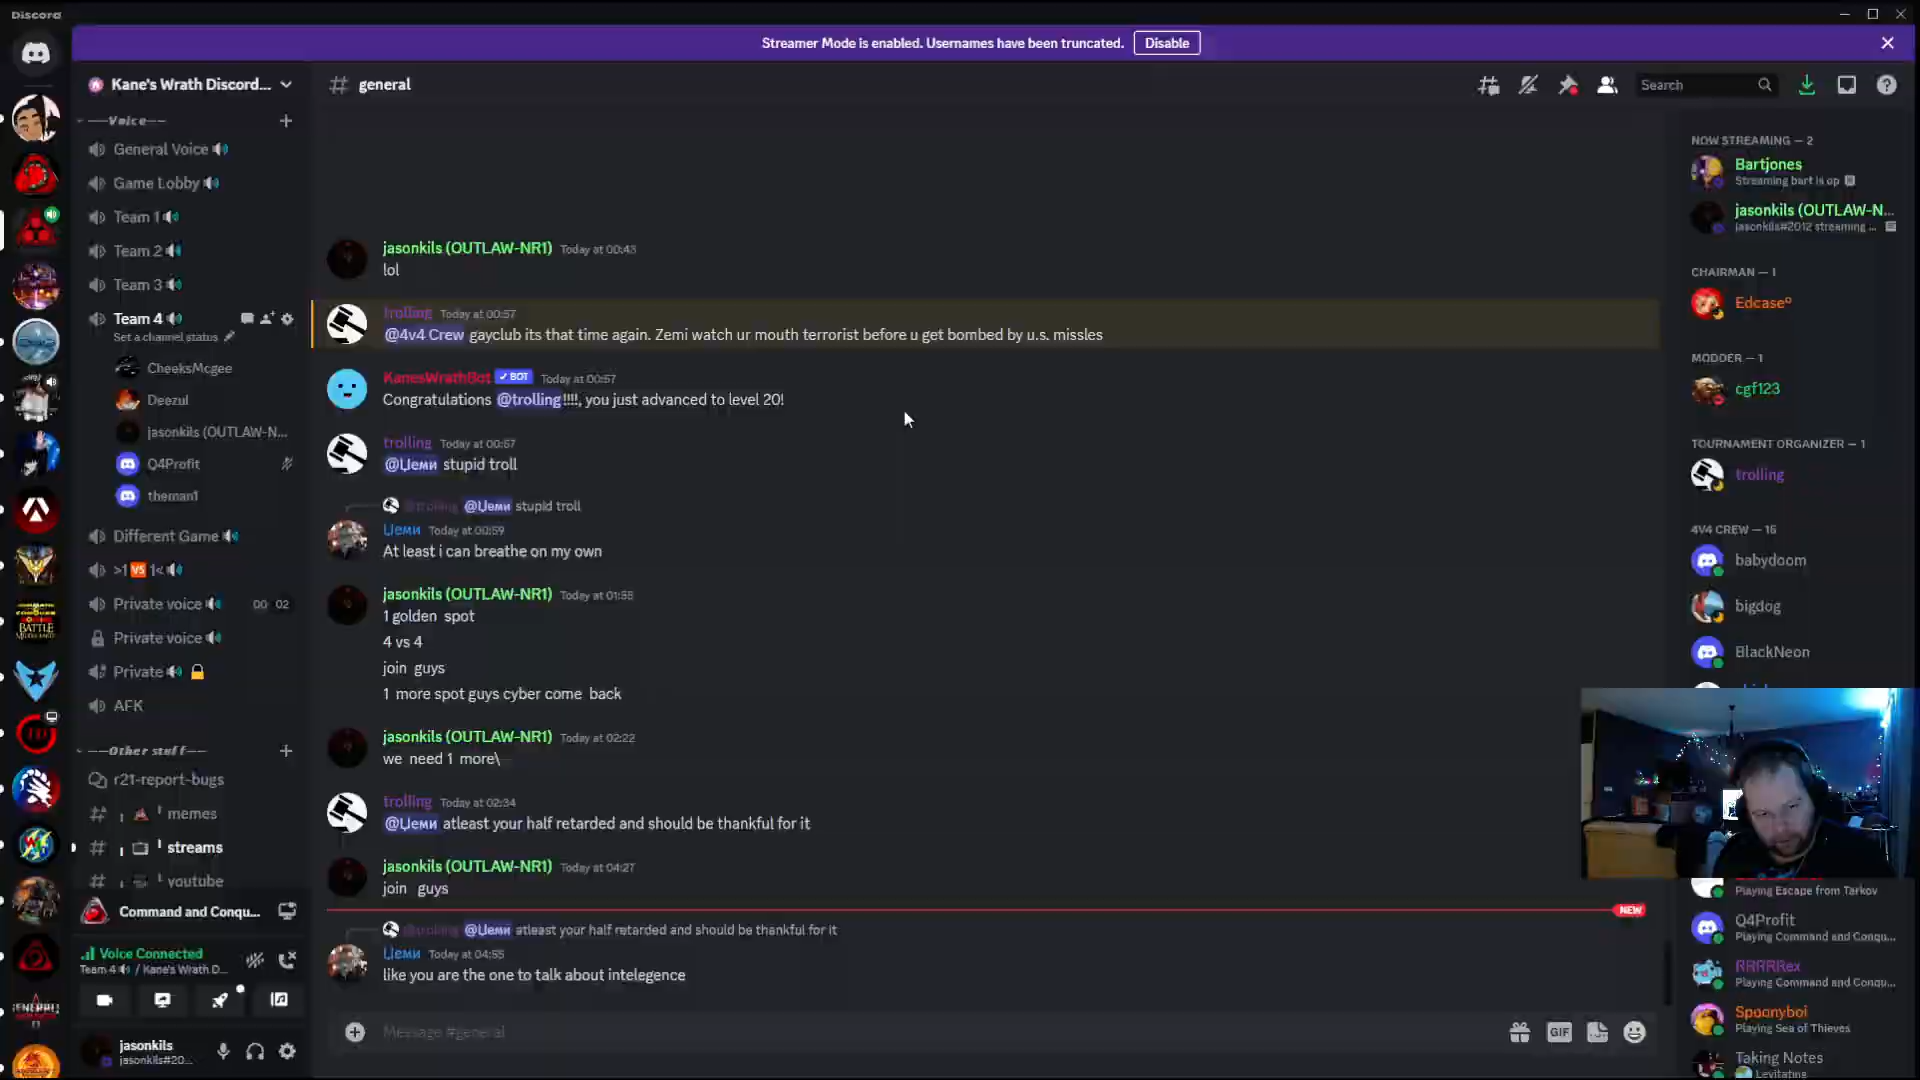 Discord
Streamer Mode is enabled. Usernames have been truncated.
Disable
Kane's Wrath Discord...
general
Search
Voice
General Voice
Game Lobby
Team 1
Team 2
Team 3
Team 4
Set a channel status
CheeksMcgee
Deezul
jasonkils (OUTLAW-N...
Q4Profit
theman1
Different Game
>1 VS 1<
Private voice
00 02
Private voice
Private
AFK
Other stuff
r21-report-bugs
memes
streams
youtube
Command and Conqu...
Voice Connected
Team 4 / Kane's Wrath D...
jasonkils
jasonkils#20...
jasonkils (OUTLAW-NR1) Today at 00:43
lol
trolling Today at 00:57
@4v4 Crew gayclub its that time again. Zemi watch ur mouth terrorist before u get bombed by u.s. missles
KanesWrathBot ✓ BOT Today at 00:57
Congratulations @trolling!!!!, you just advanced to level 20!
trolling Today at 00:57
@Цеми stupid troll
@trolling @Цеми stupid troll
Цеми Today at 00:59
At least i can breathe on my own
jasonkils (OUTLAW-NR1) Today at 01:58
1 golden spot
4 vs 4
join guys
1 more spot guys cyber come back
jasonkils (OUTLAW-NR1) Today at 02:22
we need 1 more\
trolling Today at 02:34
@Цеми atleast your half retarded and should be thankful for it
jasonkils (OUTLAW-NR1) Today at 04:27
join guys
NEW
@trolling @Цеми atleast your half retarded and should be thankful for it
Цеми Today at 04:55
like you are the one to talk about intelegence
Message #general
GIF
NOW STREAMING — 2
Bartjones
Streaming bart is op
jasonkils (OUTLAW-N...
jasonkils#2012 streaming ...
CHAIRMAN — 1
Edcase
MODDER — 1
cgf123
TOURNAMENT ORGANIZER — 1
trolling
4V4 CREW — 15
babydoom
bigdog
BlackNeon
Playing Escape from Tarkov
Q4Profit
Playing Command and Conqu...
RRRRRex
Playing Command and Conqu...
Spoonyboi
Playing Sea of Thieves
Taking Notes
Levitating